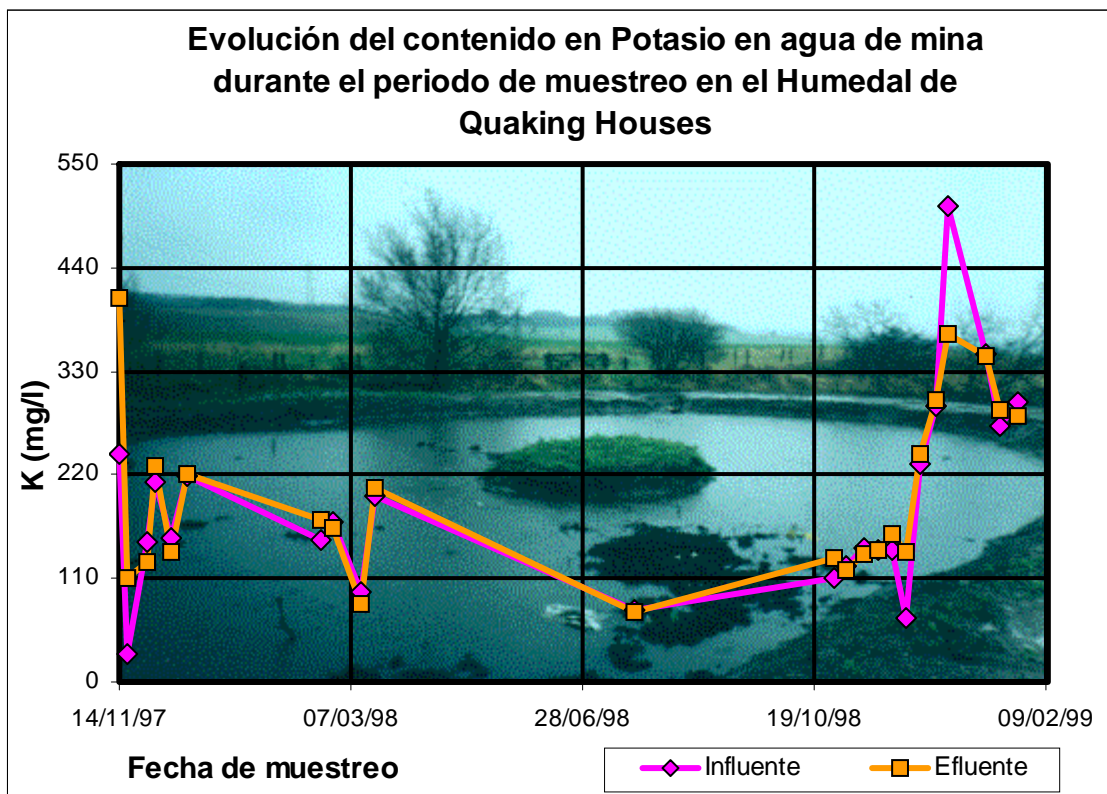 Evolución del contenido en Potasio en agua de mina
durante el periodo de muestreo en el Humedal de
Quaking Houses
550
440
330
220
110
0
K (mg/l)
14/11/97 07/03/98 28/06/98 19/10/98 09/02/99
Fecha de muestreo
Influente Efluente